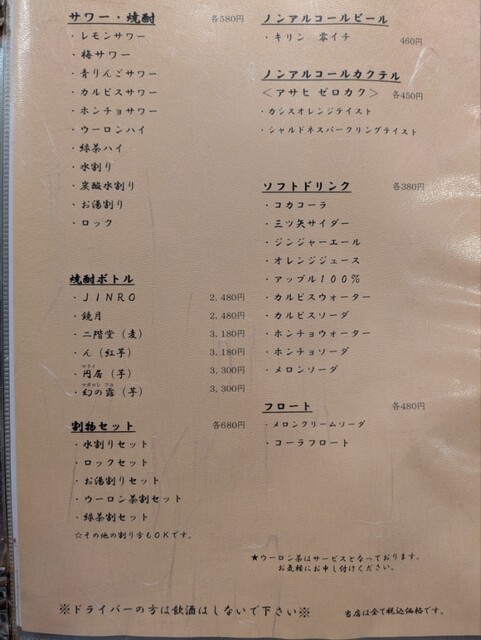 サワー・焼酎 各580円
・レモンサワー
・梅サワー
・青りんごサワー
・カルピスサワー
・ホンチョサワー
・ウーロンハイ
・緑茶ハイ
・水割り
・炭酸水割り
・お湯割り
・ロック
焼酎ボトル
・JINRO 2,480円
・鏡月 2,480円
・二階堂（麦） 3,180円
・ん（紅芋） 3,180円
・円居（芋） 3,300円
・幻の露（芋） 3,300円
割物セット 各680円
・水割りセット
・ロックセット
・お湯割りセット
・ウーロン茶割セット
・緑茶割セット
☆その他の割り方もOKです。
ノンアルコールビール
・キリン 零イチ 460円
ノンアルコールカクテル
＜アサヒ ゼロカク＞ 各450円
・カシスオレンジテイスト
・シャルドネスパークリングテイスト
ソフトドリンク 各380円
・コカコーラ
・三ツ矢サイダー
・ジンジャーエール
・オレンジジュース
・アップル100%
・カルピスウォーター
・カルピスソーダ
・ホンチョウォーター
・ホンチョソーダ
・メロンソーダ
フロート 各480円
・メロンクリームソーダ
・コーラフロート
★ウーロン茶はサービスとなっております。
お気軽にお申し付けください。
※ドライバーの方は飲酒はしないで下さい※ 当店は全て税込価格です。